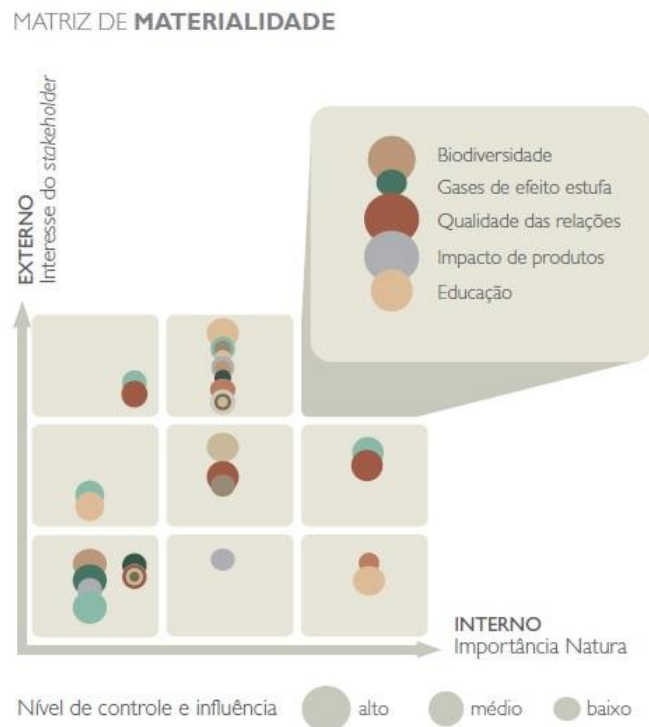 MATRIZ DE MATERIALIDADE
EXTERNO
Interesse do stakeholder
Biodiversidade
Gases de efeito estufa
Qualidade das relações
Impacto de produtos
Educação
INTERNO
Importância Natura
Nível de controle e influência alto médio baixo